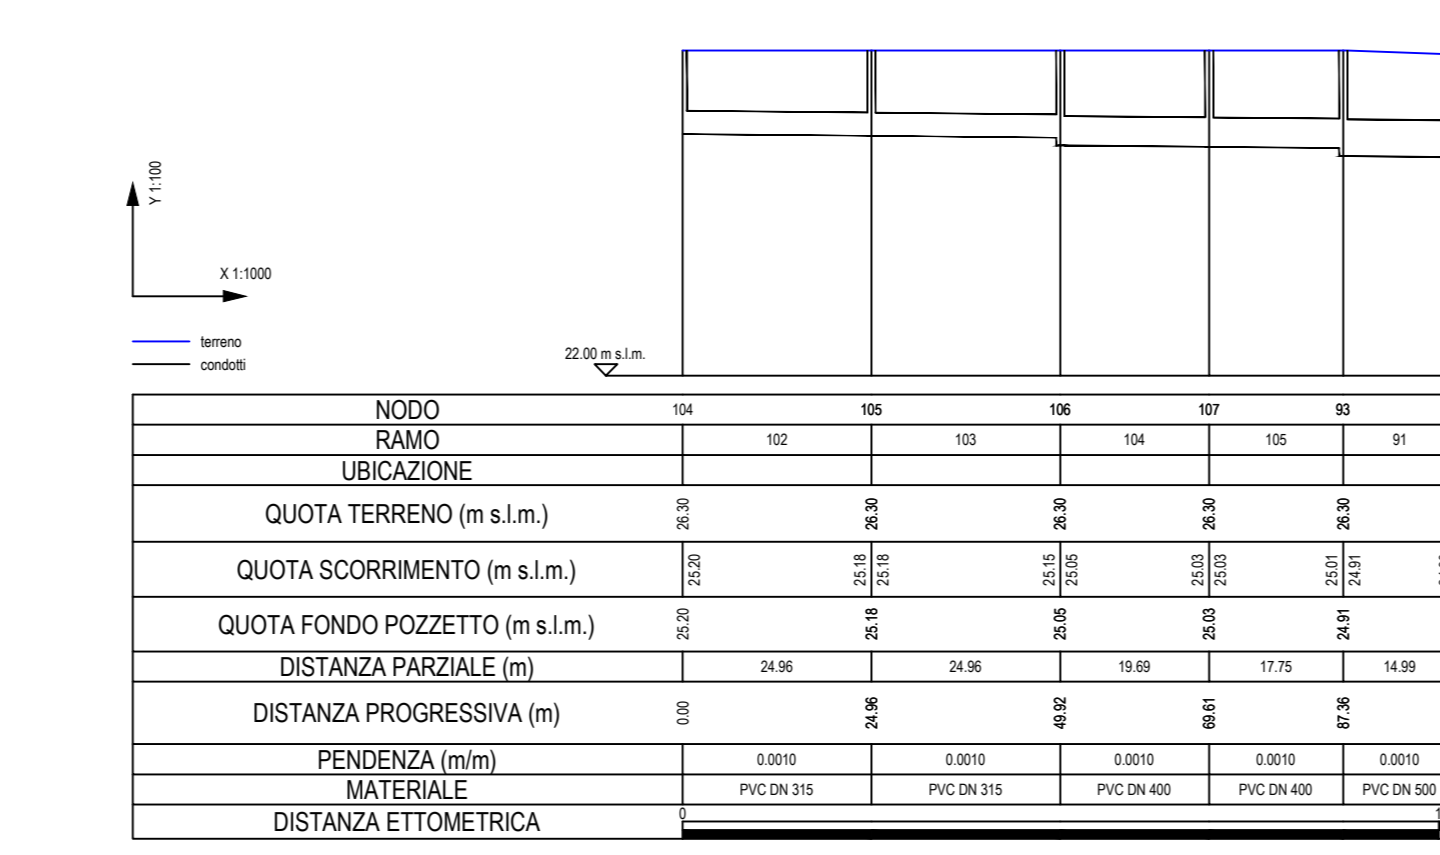 Y 1:100
X 1:1000
terreno
condotti
22.00 m s.l.m.
NODO 104 105 106 107 93
RAMO 102 103 104 105 91
UBICAZIONE
QUOTA TERRENO (m s.l.m.) 26.30 26.30 26.30 26.30 26.30
QUOTA SCORRIMENTO (m s.l.m.) 25.20 25.18 25.18 25.15 25.05 25.03 25.03 25.01 24.91
QUOTA FONDO POZZETTO (m s.l.m.) 25.20 25.18 25.05 25.03 24.91
DISTANZA PARZIALE (m) 24.96 24.96 19.69 17.75 14.99
DISTANZA PROGRESSIVA (m) 0.00 24.96 49.92 69.61 87.36
PENDENZA (m/m) 0.0010 0.0010 0.0010 0.0010 0.0010
MATERIALE PVC DN 315 PVC DN 315 PVC DN 400 PVC DN 400 PVC DN 500
DISTANZA ETTOMETRICA 0 1